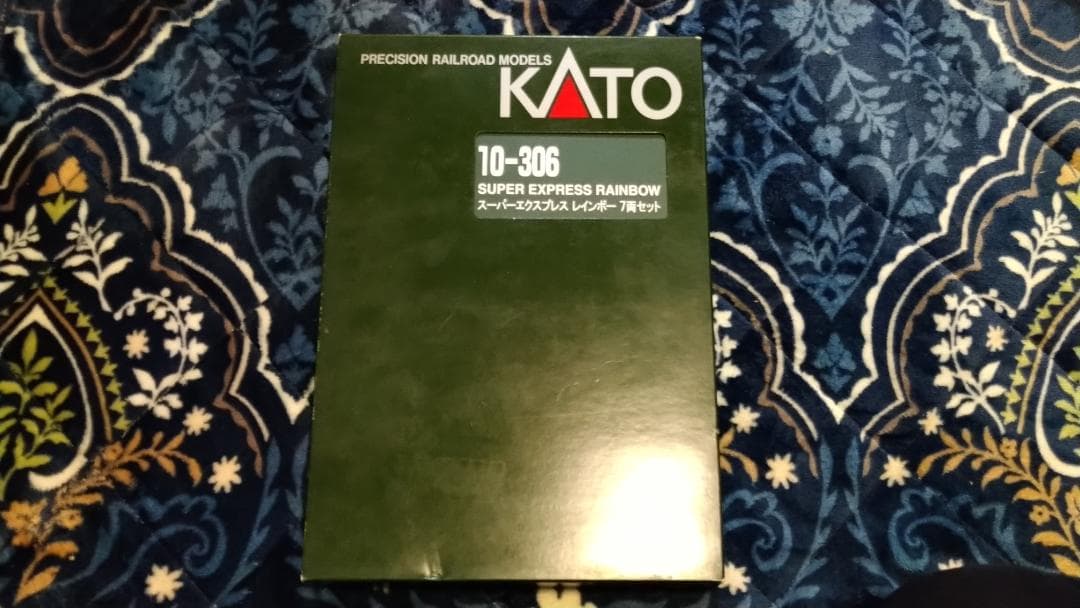 PRECISION RAILROAD MODELS
KATO
10-306
SUPER EXPRESS RAINBOW
スーパーエクスプレス レインボー 7両セット